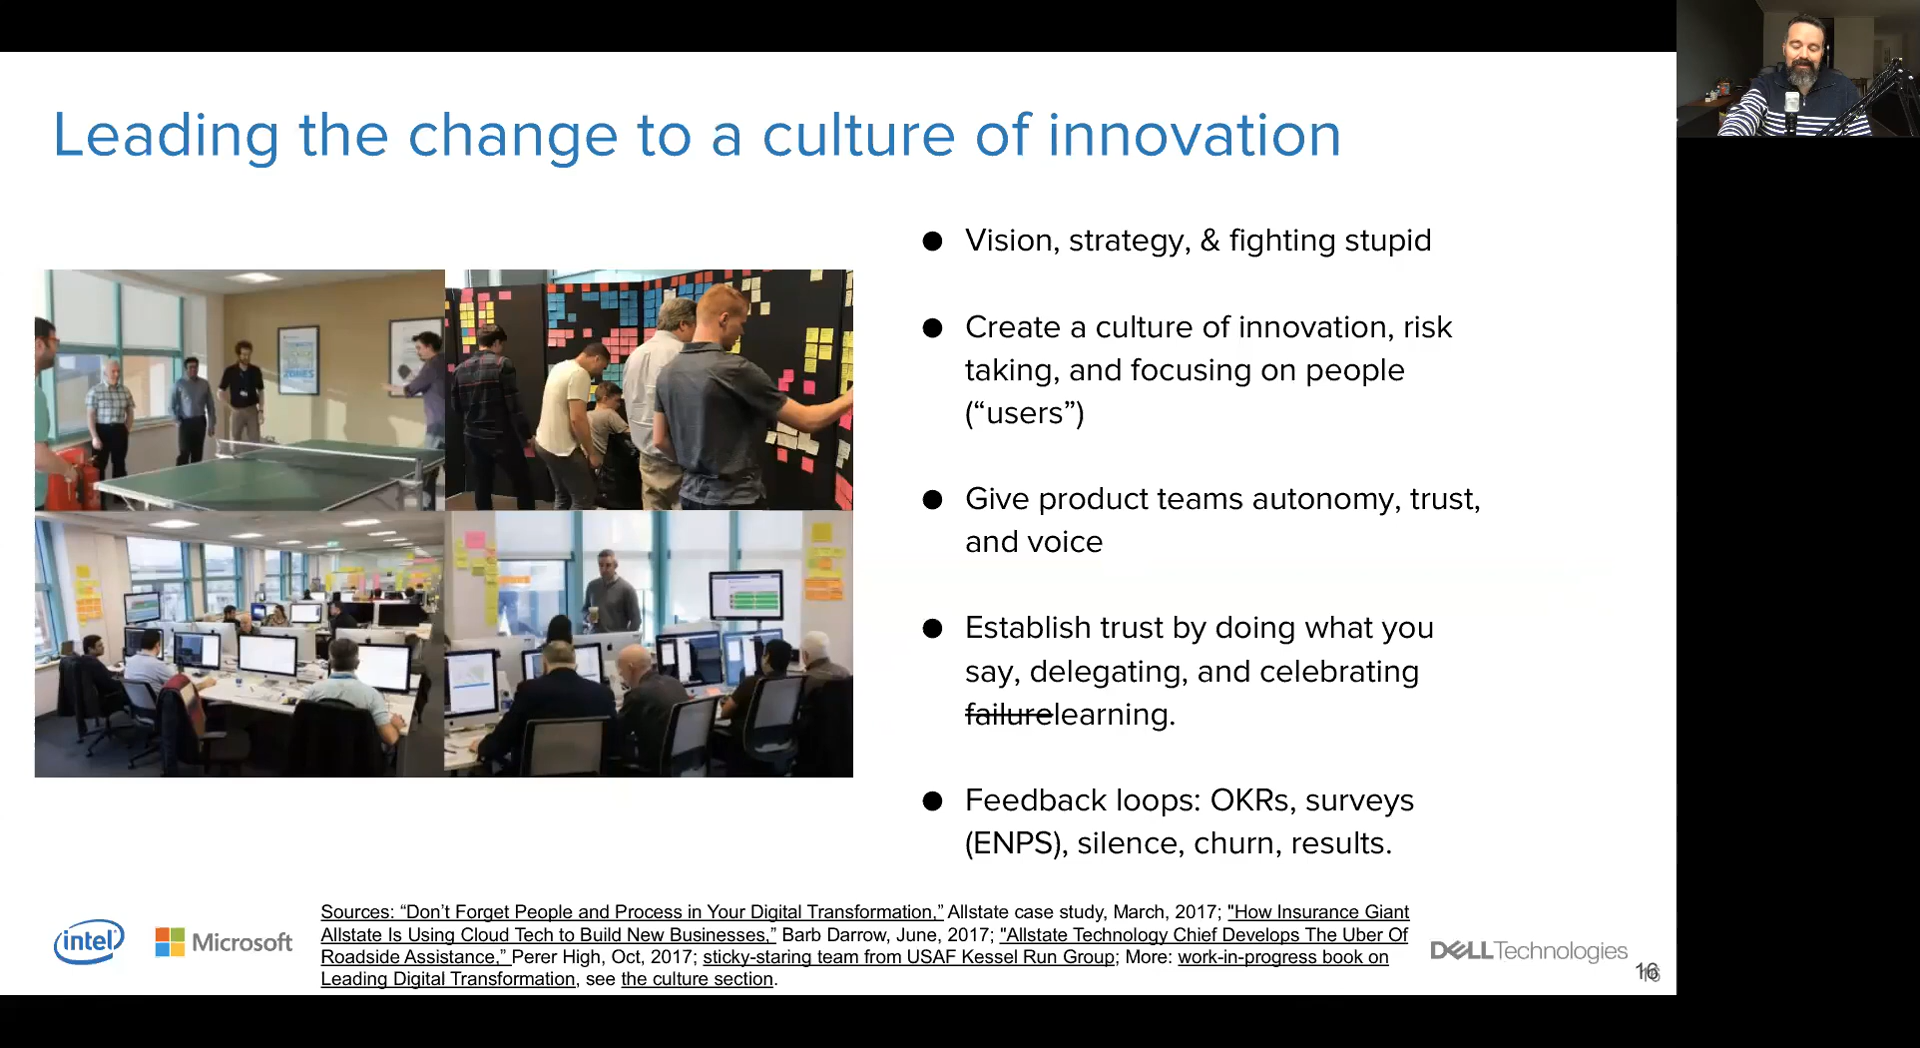 Leading the change to a culture of innovation
● Vision, strategy, & fighting stupid
● Create a culture of innovation, risk
taking, and focusing on people
(“users”)
● Give product teams autonomy, trust,
and voice
● Establish trust by doing what you
say, delegating, and celebrating
failurelearning.
● Feedback loops: OKRs, surveys
(ENPS), silence, churn, results.
ZONES
intel
Microsoft
Sources: “Don’t Forget People and Process in Your Digital Transformation,” Allstate case study, March, 2017; "How Insurance Giant
Allstate Is Using Cloud Tech to Build New Businesses,” Barb Darrow, June, 2017; "Allstate Technology Chief Develops The Uber Of
Roadside Assistance,” Perer High, Oct, 2017; sticky-staring team from USAF Kessel Run Group; More: work-in-progress book on
Leading Digital Transformation, see the culture section.
DELLTechnologies
16
16